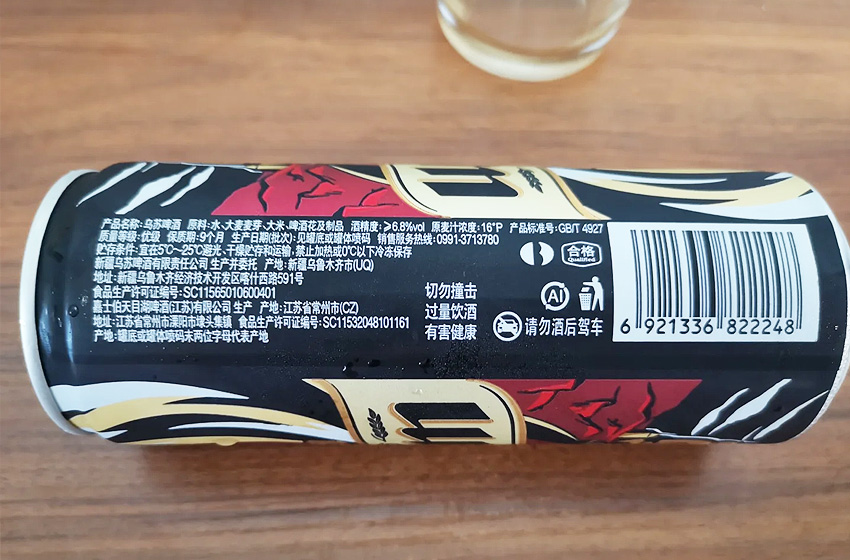 产品名称:乌苏啤酒 原料:水、大麦麦芽、大米、啤酒花及制品 酒精度:≥6.8%vol 原麦汁浓度:16°P 产品标准号:GB/T 4927
质量等级:优级 保质期:9个月 生产日期(批次):见罐底或罐体喷码 销售服务热线:0991-3713780
贮存条件:宜在5℃~25℃避光、干燥处贮存和运输,禁止加热或0℃以下冷冻保存
新疆乌苏啤酒有限责任公司 生产并委托 产地:新疆乌鲁木齐市(UQ)
地址:新疆乌鲁木齐经济技术开发区喀什西路591号
食品生产许可证编号:SC11565010600401
嘉士伯天目湖啤酒(江苏)有限公司 生产 产地:江苏省常州市(CZ)
地址:江苏省常州市溧阳市埭头集镇 食品生产许可证编号:SC11532048101161
产地:罐底或罐体喷码末两位字母代表产地
切勿撞击
过量饮酒
有害健康
合格
Qualified
Al
请勿酒后驾车
6 921336 822248